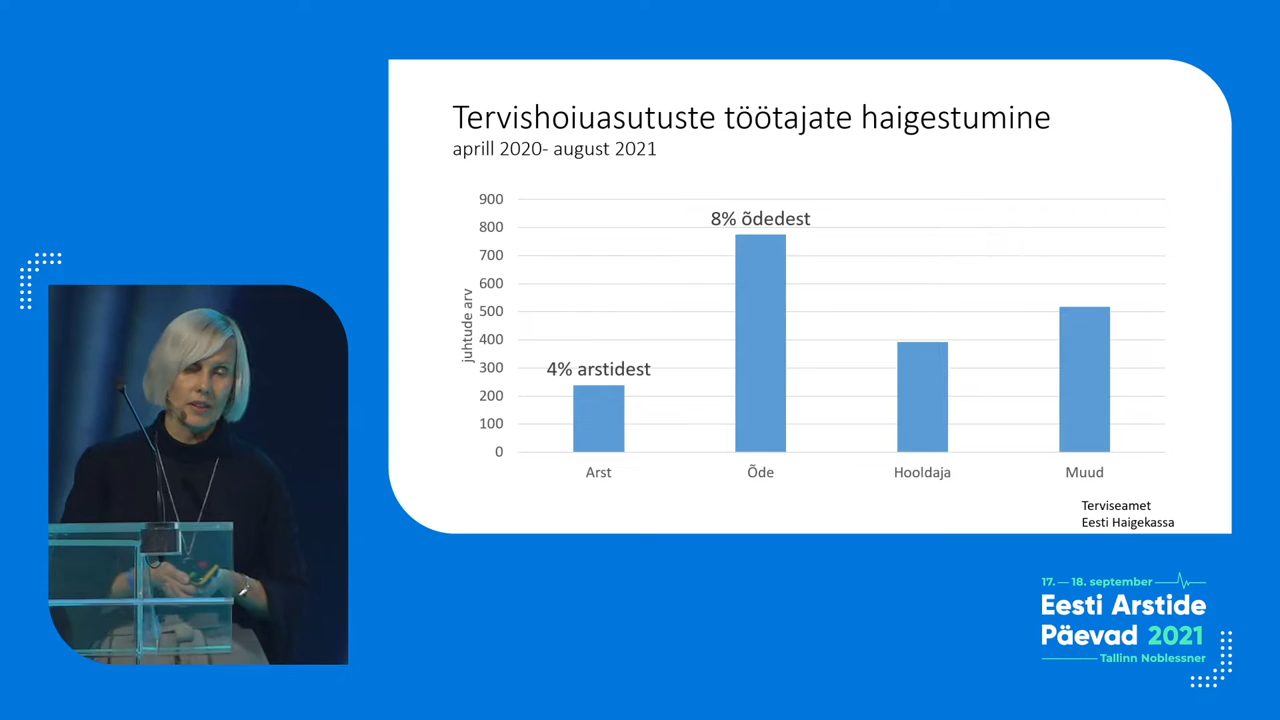 Tervishoiuasutuste töötajate haigestumine
aprill 2020- august 2021
juhtude arv
900
800
700
600
500
400
300
200
100
0
4% arstidest
8% õdedest
Arst
Õde
Hooldaja
Muud
Terviseamet
Eesti Haigekassa
17. — 18. september
Eesti Arstide
Päevad 2021
Tallinn Noblessner